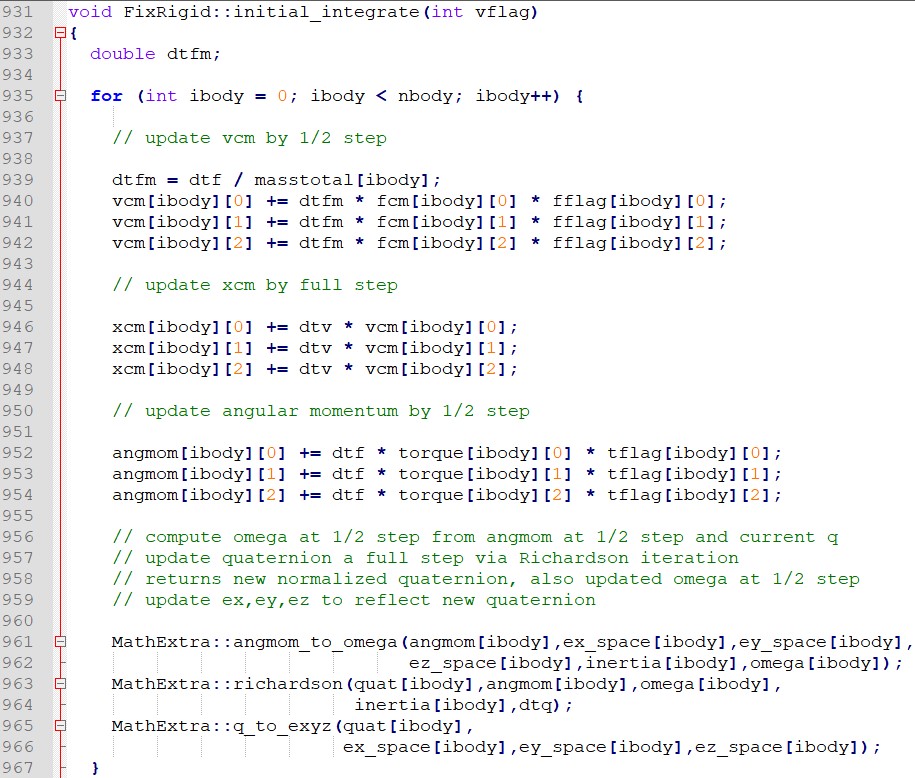 931 void FixRigid::initial_integrate(int vflag)
932 {
933   double dtfm;
934
935   for (int ibody = 0; ibody < nbody; ibody++) {
936
937     // update vcm by 1/2 step
938
939     dtfm = dtf / masstotal[ibody];
940     vcm[ibody][0] += dtfm * fcm[ibody][0] * fflag[ibody][0];
941     vcm[ibody][1] += dtfm * fcm[ibody][1] * fflag[ibody][1];
942     vcm[ibody][2] += dtfm * fcm[ibody][2] * fflag[ibody][2];
943
944     // update xcm by full step
945
946     xcm[ibody][0] += dtv * vcm[ibody][0];
947     xcm[ibody][1] += dtv * vcm[ibody][1];
948     xcm[ibody][2] += dtv * vcm[ibody][2];
949
950     // update angular momentum by 1/2 step
951
952     angmom[ibody][0] += dtf * torque[ibody][0] * tflag[ibody][0];
953     angmom[ibody][1] += dtf * torque[ibody][1] * tflag[ibody][1];
954     angmom[ibody][2] += dtf * torque[ibody][2] * tflag[ibody][2];
955
956     // compute omega at 1/2 step from angmom at 1/2 step and current q
957     // update quaternion a full step via Richardson iteration
958     // returns new normalized quaternion, also updated omega at 1/2 step
959     // update ex,ey,ez to reflect new quaternion
960
961     MathExtra::angmom_to_omega(angmom[ibody],ex_space[ibody],ey_space[ibody],
962                                ez_space[ibody],inertia[ibody],omega[ibody]);
963     MathExtra::richardson(quat[ibody],angmom[ibody],omega[ibody],
964                           inertia[ibody],dtq);
965     MathExtra::q_to_exyz(quat[ibody],
966                          ex_space[ibody],ey_space[ibody],ez_space[ibody]);
967   }